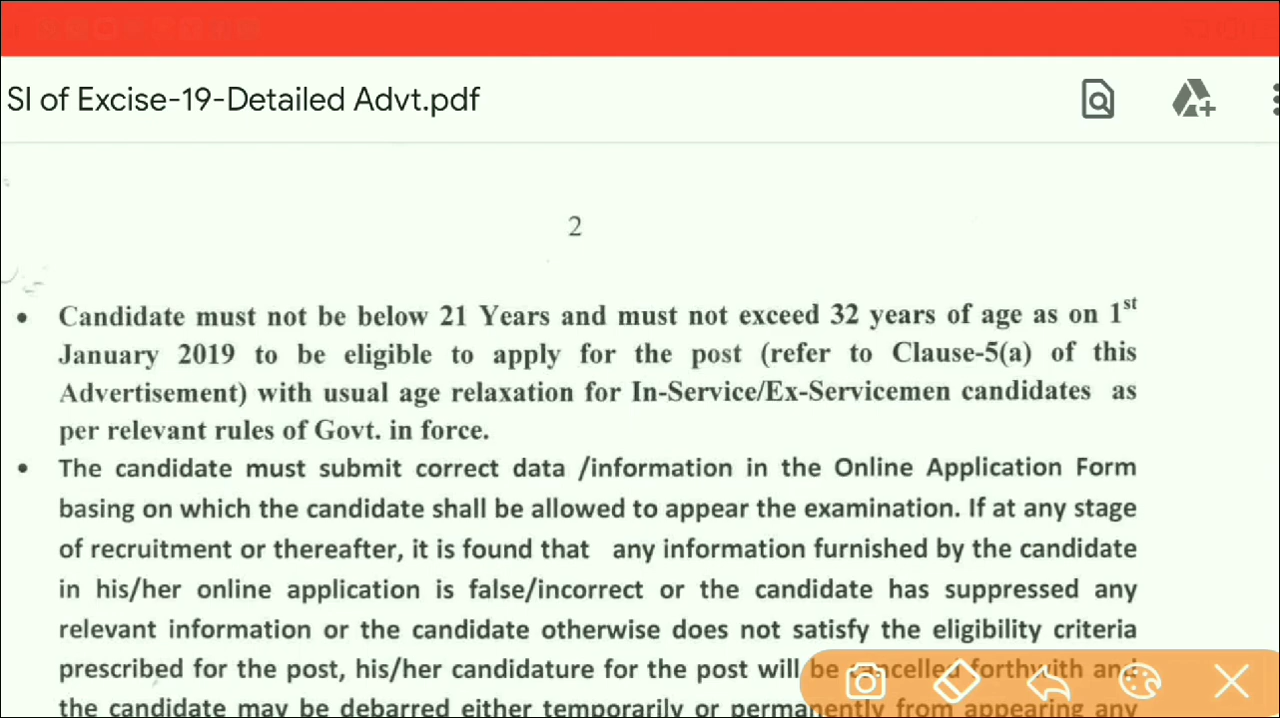 SI of Excise-19-Detailed Advt.pdf
2
• Candidate must not be below 21 Years and must not exceed 32 years of age as on 1st
January 2019 to be eligible to apply for the post (refer to Clause-5(a) of this
Advertisement) with usual age relaxation for In-Service/Ex-Servicemen candidates as
per relevant rules of Govt. in force.
• The candidate must submit correct data /information in the Online Application Form
basing on which the candidate shall be allowed to appear the examination. If at any stage
of recruitment or thereafter, it is found that any information furnished by the candidate
in his/her online application is false/incorrect or the candidate has suppressed any
relevant information or the candidate otherwise does not satisfy the eligibility criteria
prescribed for the post, his/her candidature for the post will be cancelled forthwith and
the candidate may be debarred either temporarily or permanently from appearing any